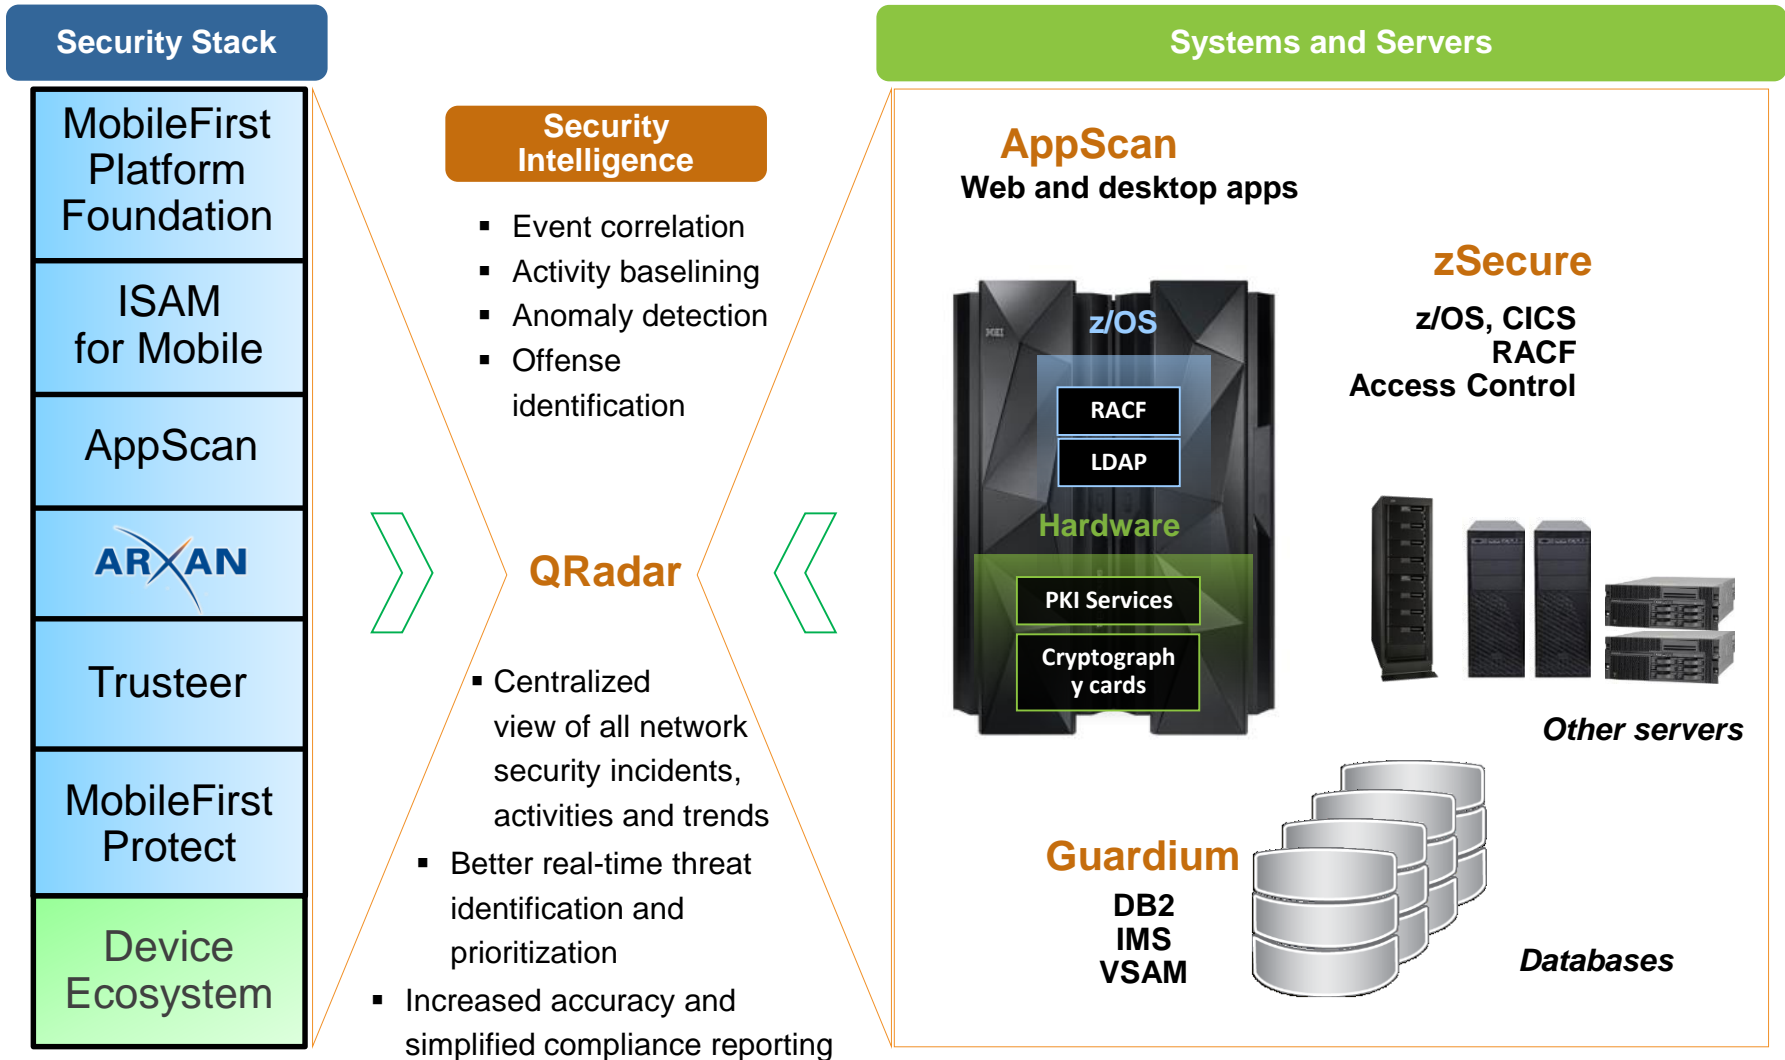 Security Stack
MobileFirst
Platform
Foundation
ISAM
for Mobile
AppScan
ARXAN
Trusteer
MobileFirst
Protect
Device
Ecosystem
Security
Intelligence
▪ Event correlation
▪ Activity baselining
▪ Anomaly detection
▪ Offense
identification
QRadar
▪ Centralized
view of all network
security incidents,
activities and trends
▪ Better real-time threat
identification and
prioritization
▪ Increased accuracy and
simplified compliance reporting
Systems and Servers
AppScan
Web and desktop apps
zSecure
z/OS, CICS
RACF
Access Control
z/OS
RACF
LDAP
Hardware
PKI Services
Cryptograph
y cards
Other servers
Guardium
DB2
IMS
VSAM
Databases